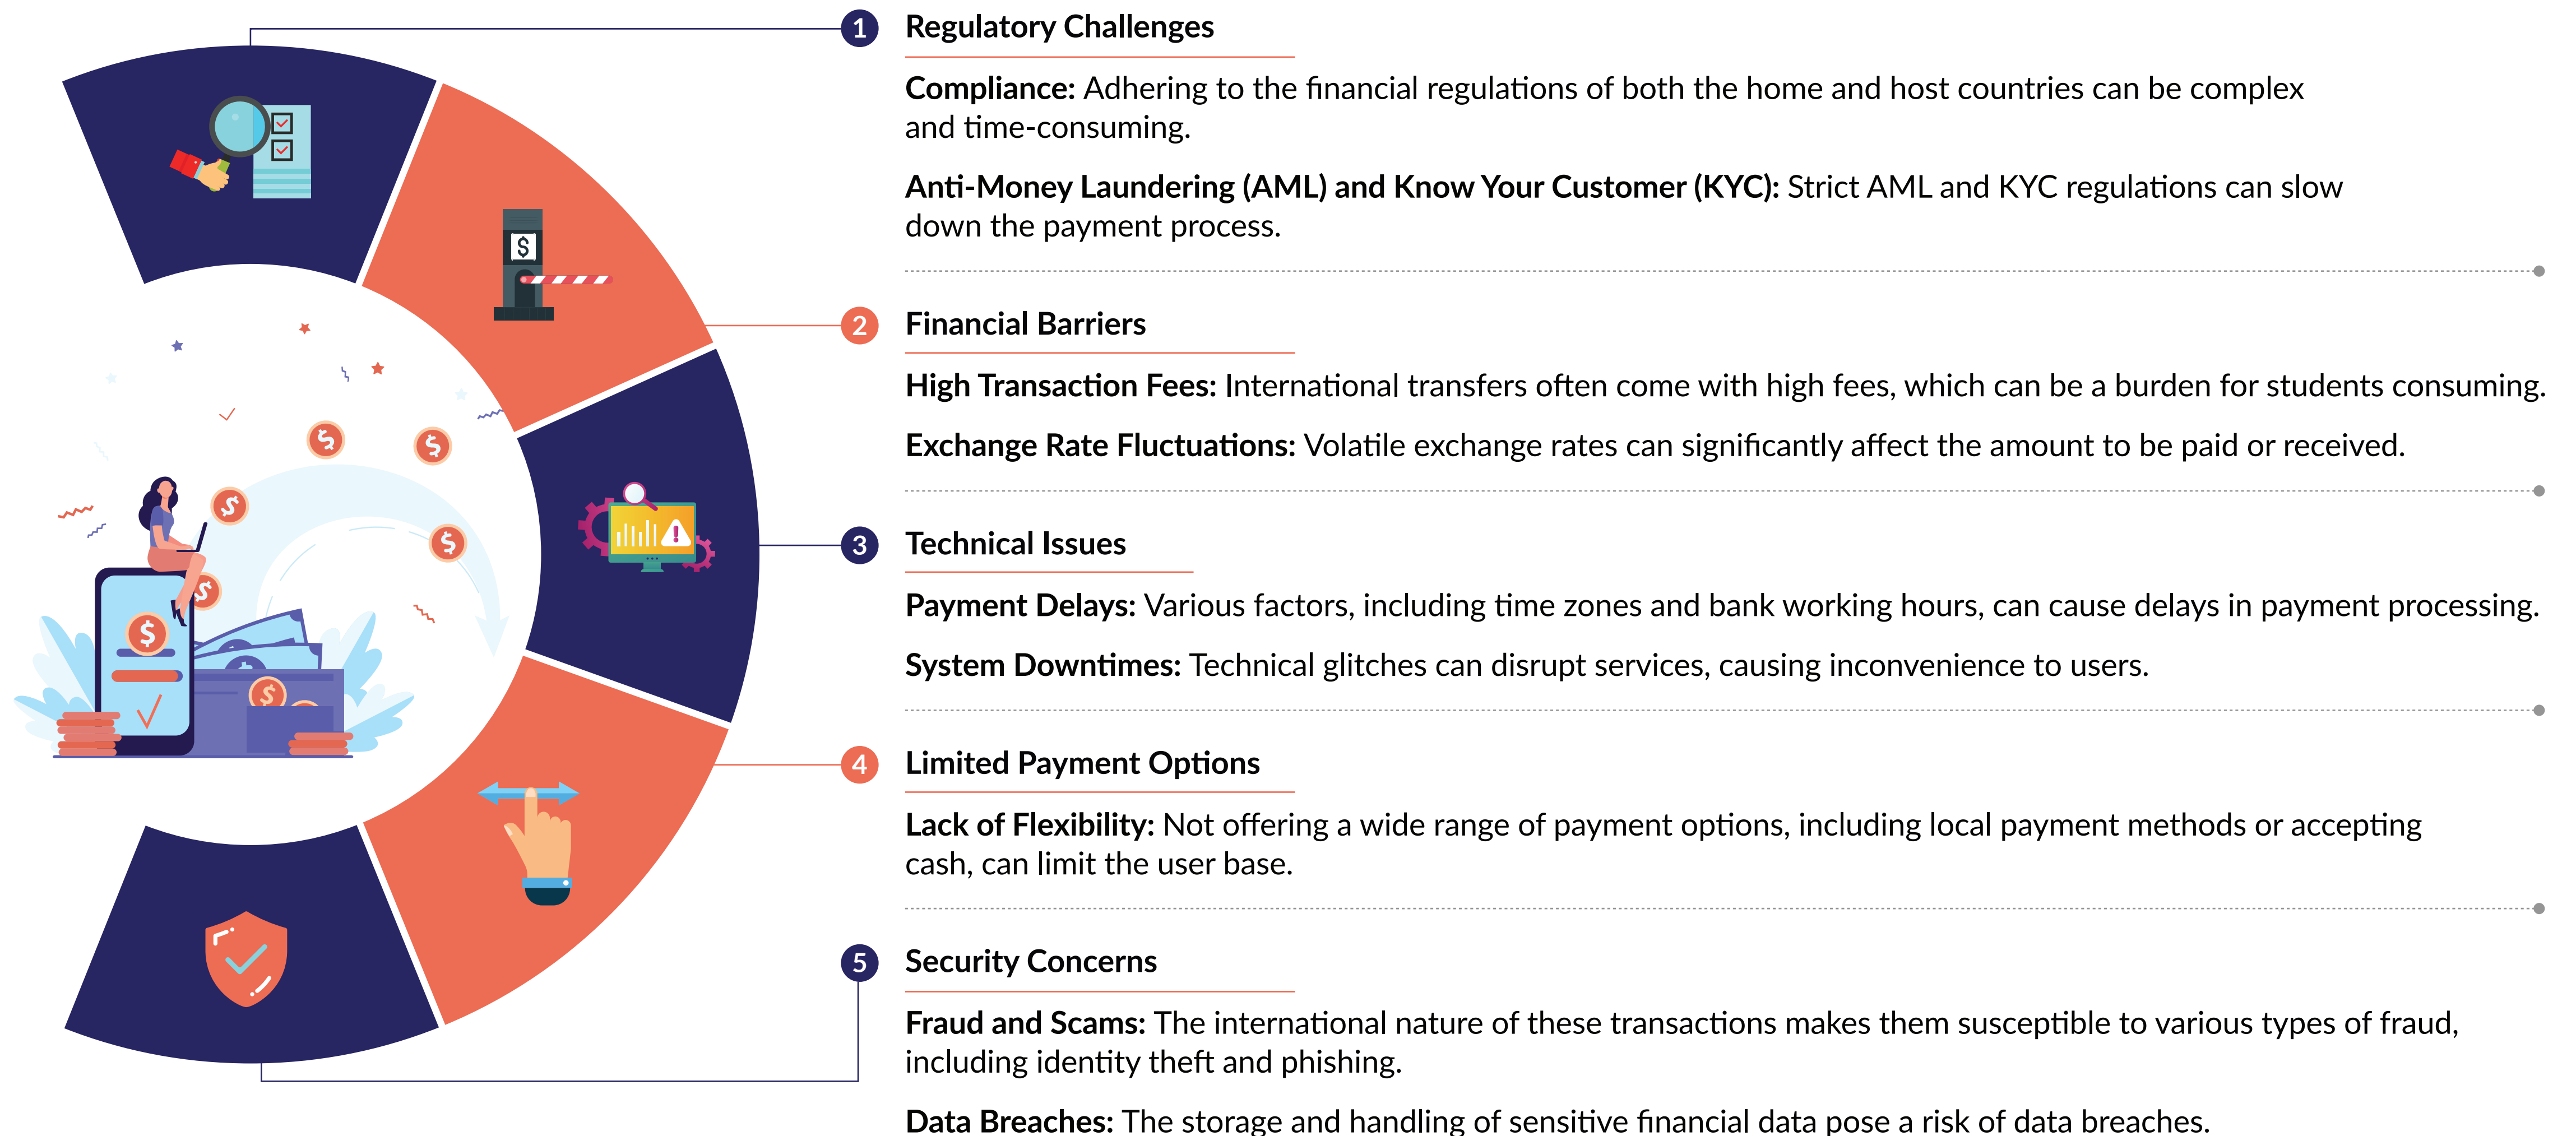 1 Regulatory Challenges
Compliance: Adhering to the financial regulations of both the home and host countries can be complex
and time-consuming.
Anti-Money Laundering (AML) and Know Your Customer (KYC): Strict AML and KYC regulations can slow
down the payment process.
2 Financial Barriers
High Transaction Fees: International transfers often come with high fees, which can be a burden for students consuming.
Exchange Rate Fluctuations: Volatile exchange rates can significantly affect the amount to be paid or received.
3 Technical Issues
Payment Delays: Various factors, including time zones and bank working hours, can cause delays in payment processing.
System Downtimes: Technical glitches can disrupt services, causing inconvenience to users.
4 Limited Payment Options
Lack of Flexibility: Not offering a wide range of payment options, including local payment methods or accepting
cash, can limit the user base.
5 Security Concerns
Fraud and Scams: The international nature of these transactions makes them susceptible to various types of fraud,
including identity theft and phishing.
Data Breaches: The storage and handling of sensitive financial data pose a risk of data breaches.